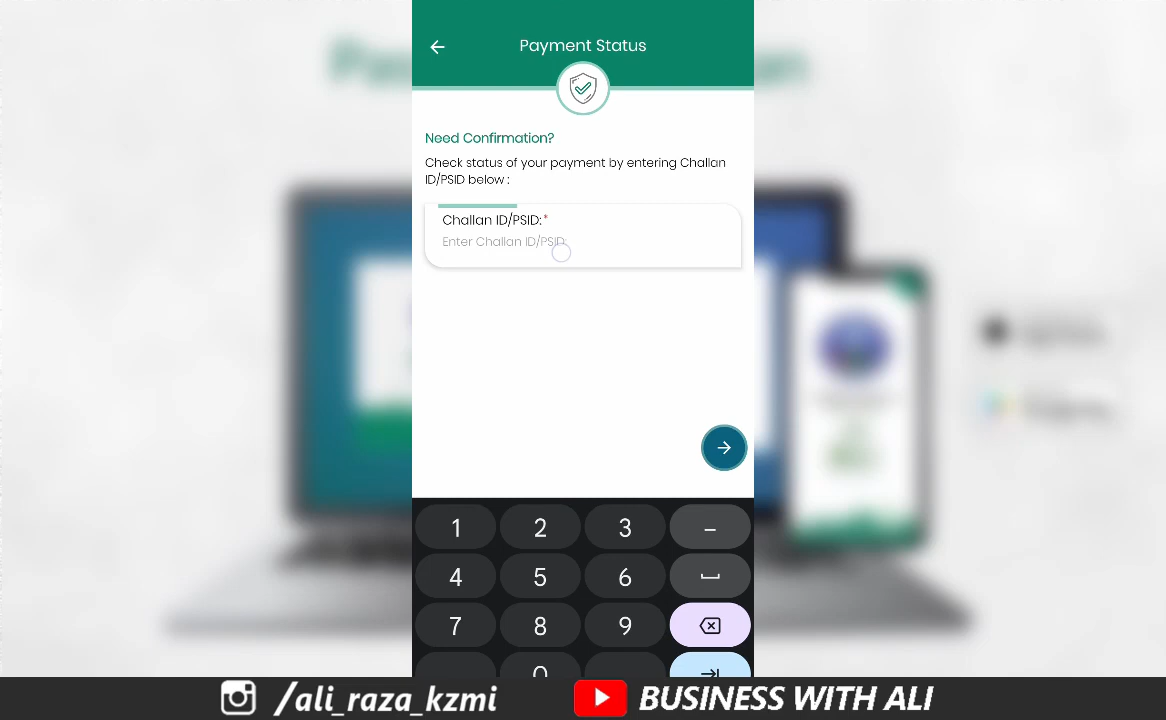 Payment Status
Need Confirmation?
Check status of your payment by entering Challan
ID/PSID below :
Challan ID/PSID:*
Enter Challan ID/PSID:
1 2 3 –
4 5 6
7 8 9
0
/ali_raza_kzmi BUSINESS WITH ALI